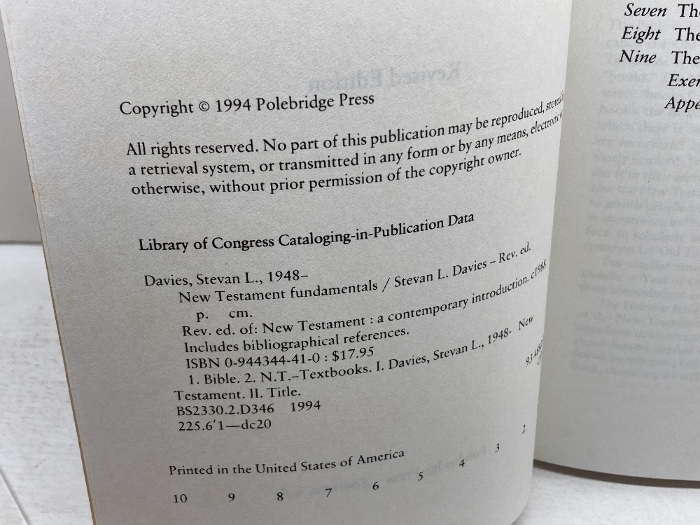 Copyright © 1994 Polebridge Press
All rights reserved. No part of this publication may be reproduced,
a retrieval system, or transmitted in any form or by any means,
otherwise, without prior permission of the copyright owner.
Library of Congress Cataloging-in-Publication Data
Davies, Stevan L., 1948–
New Testament fundamentals / Stevan L. Davies – Rev. ed.
p. cm.
Rev. ed. of: New Testament : a contemporary introduction.
Includes bibliographical references.
ISBN 0-944344-41-0 : $17.95
1. Bible. 2. N.T.–Textbooks. I. Davies, Stevan L., 1948- New
Testament. II. Title.
BS2330.2.D346 1994
225.6'1—dc20
Printed in the United States of America
10 9 8 7 6 5 4 3 2
Seven The
Eight The
Nine The
Exer
Appe